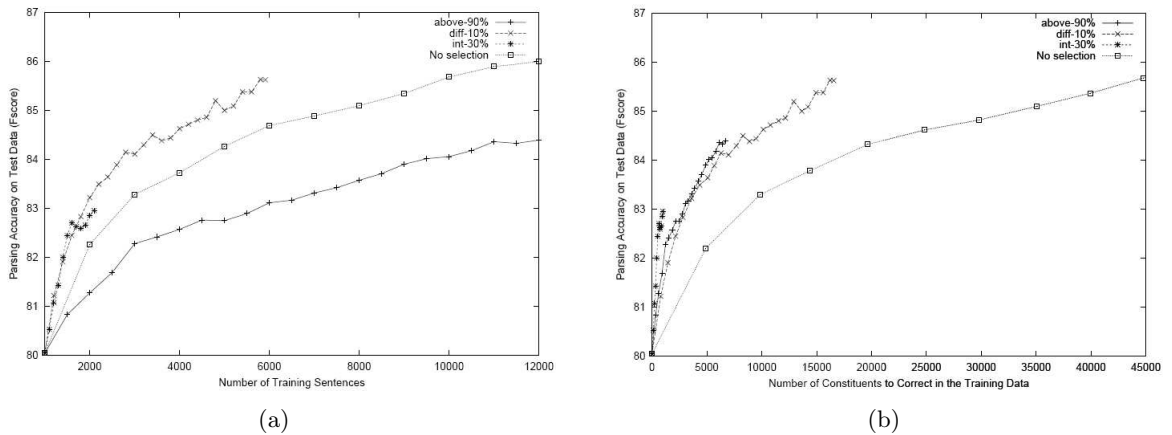 87
86
85
84
83
82
81
80
Parsing Accuracy on Test Data (Fscore)
above-90%
diff-10%
int-30%
No selection
2000 4000 6000 8000 10000 12000
Number of Training Sentences
(a)
87
86
85
84
83
82
81
80
Parsing Accuracy on Test Data (Fscore)
above-90%
diff-10%
int-30%
No selection
0 5000 10000 15000 20000 25000 30000 35000 40000 45000
Number of Constituents to Correct in the Training Data
(b)